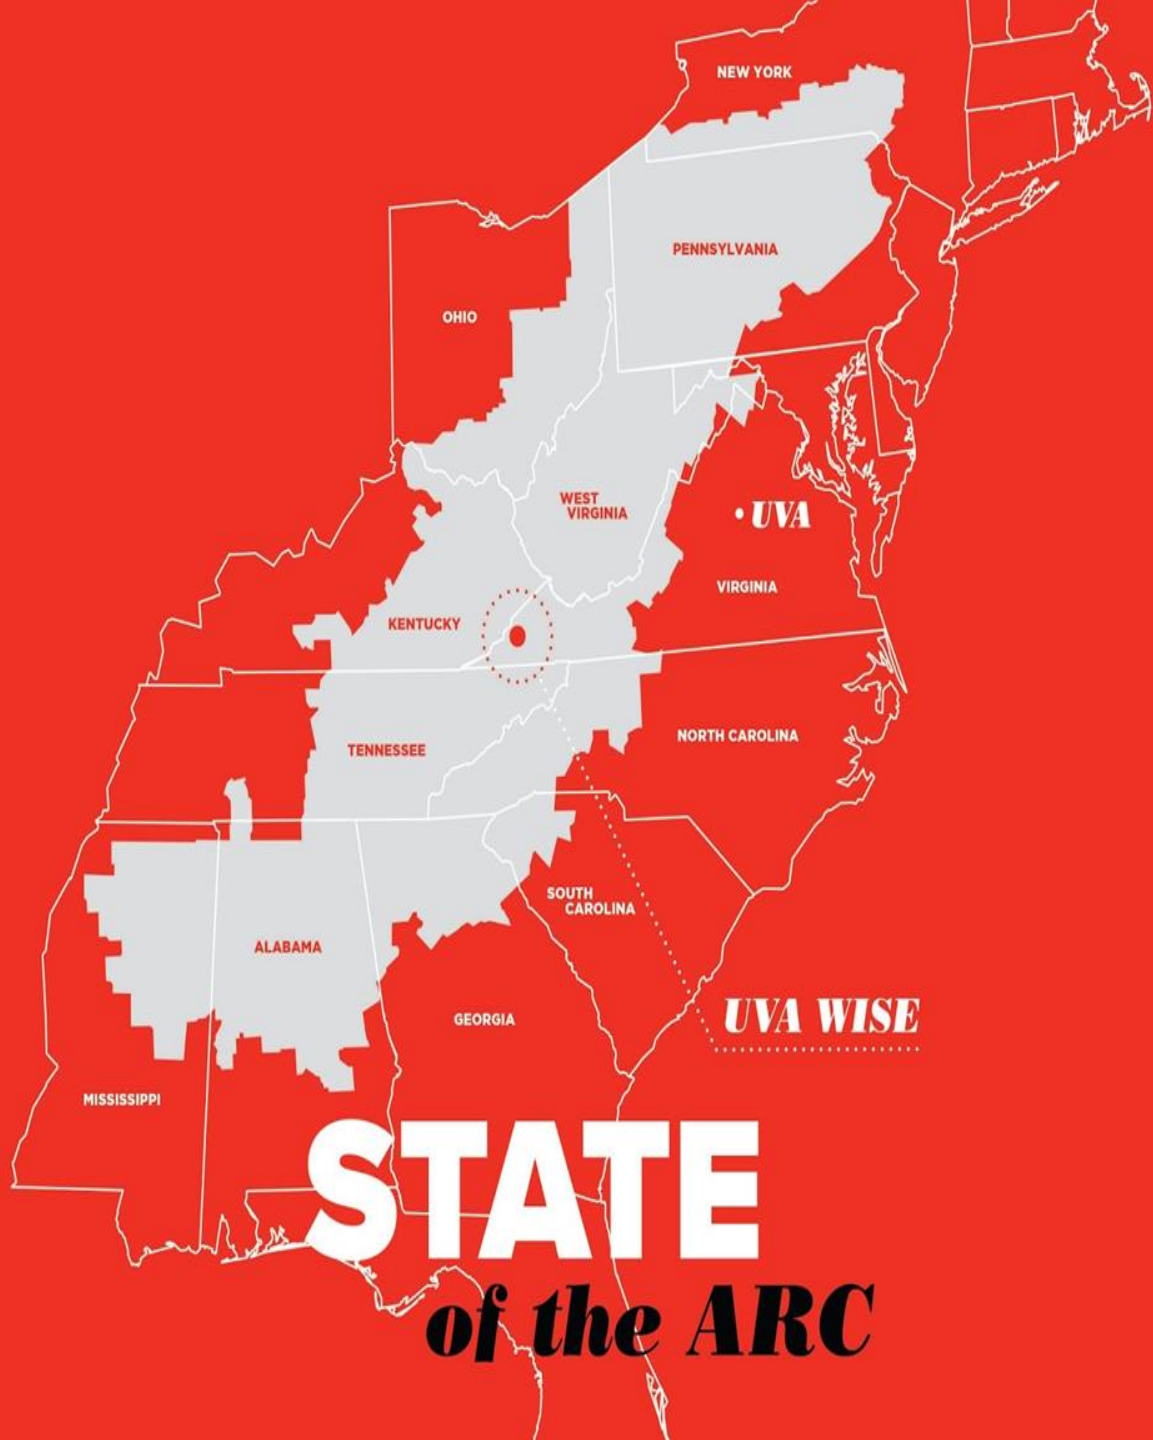 NEW YORK
PENNSYLVANIA
OHIO
WEST
VIRGINIA
• UVA
VIRGINIA
KENTUCKY
NORTH CAROLINA
TENNESSEE
SOUTH
CAROLINA
ALABAMA
UVA WISE
GEORGIA
MISSISSIPPI
STATE
of the ARC